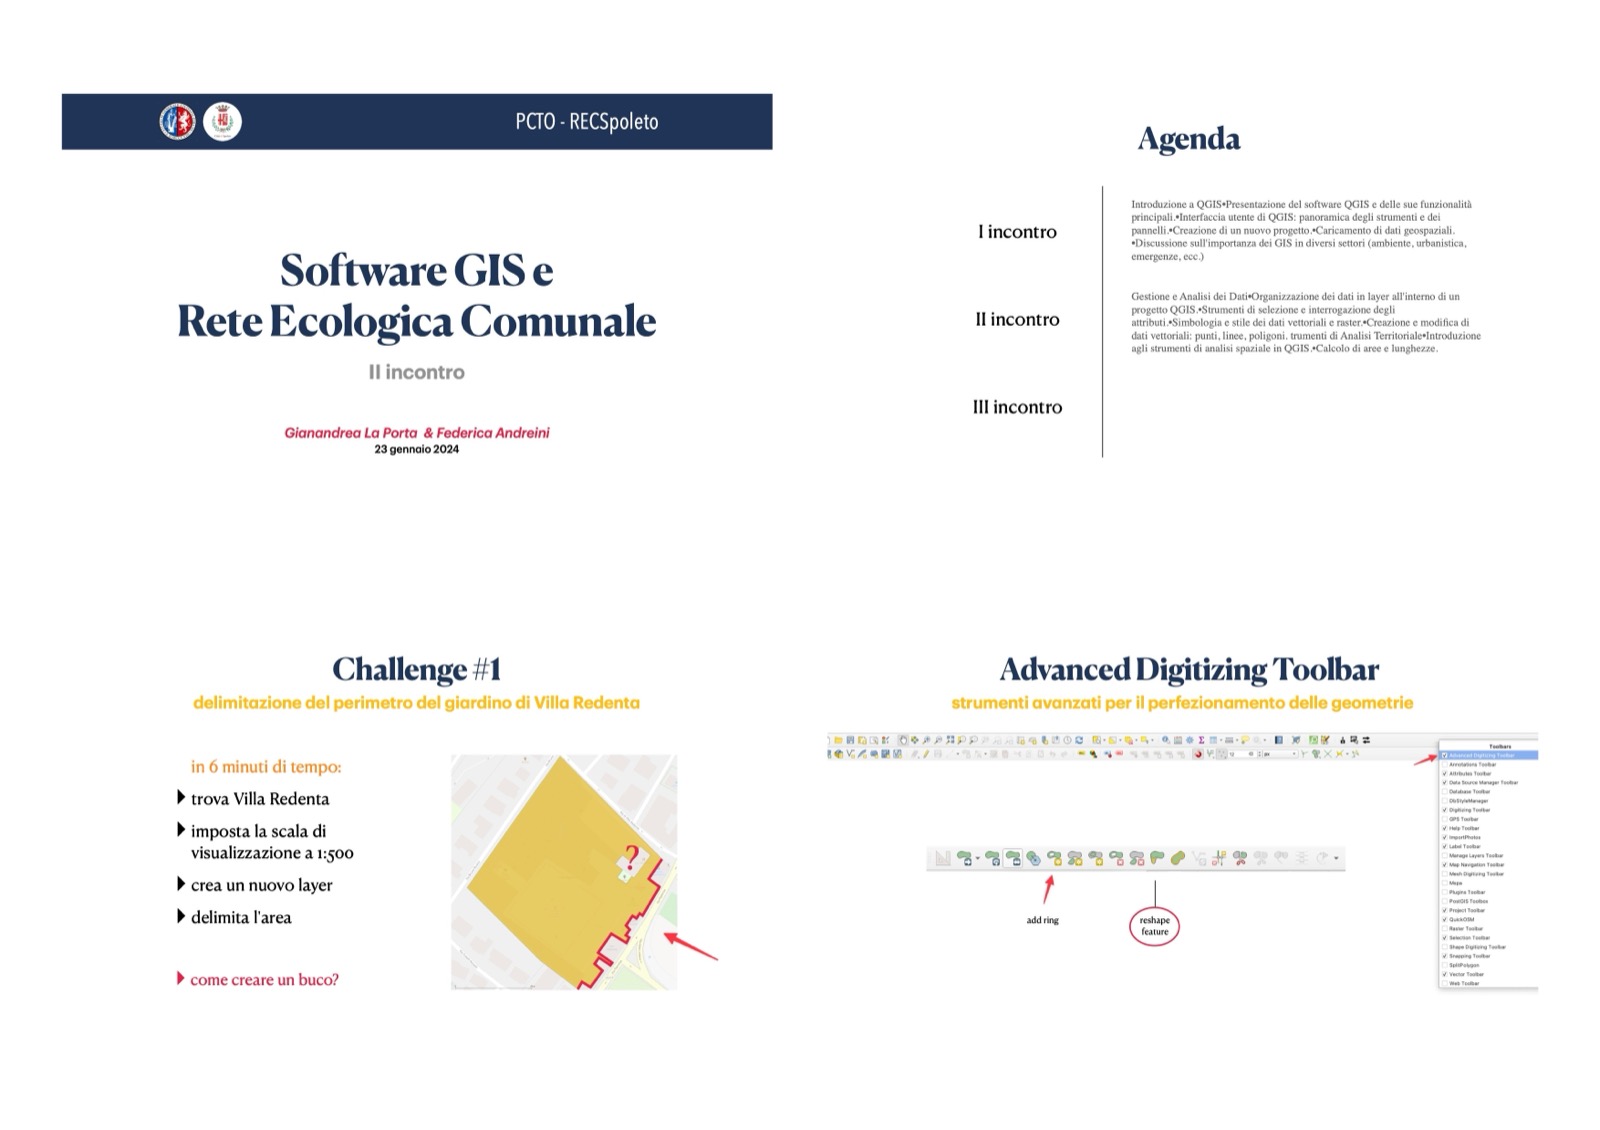 PCTO - RECSpoleto
Software GIS e
Rete Ecologica Comunale
II incontro
Gianandrea La Porta & Federica Andreini
23 gennaio 2024
Agenda
I incontro
Introduzione a QGIS•Presentazione del software QGIS e delle sue funzionalità
principali.•Interfaccia utente di QGIS: panoramica degli strumenti e dei
pannelli.•Creazione di un nuovo progetto.•Caricamento di dati geospaziali.
•Discussione sull'importanza dei GIS in diversi settori (ambiente, urbanistica,
emergenze, ecc.)
II incontro
Gestione e Analisi dei Dati•Organizzazione dei dati in layer all'interno di un
progetto QGIS.•Strumenti di selezione e interrogazione degli
attributi.•Simbologia e stile dei dati vettoriali e raster.•Creazione e modifica di
dati vettoriali: punti, linee, poligoni. trumenti di Analisi Territoriale•Introduzione
agli strumenti di analisi spaziale in QGIS.•Calcolo di aree e lunghezze.
III incontro
Challenge #1
delimitazione del perimetro del giardino di Villa Redenta
in 6 minuti di tempo:
trova Villa Redenta
imposta la scala di
visualizzazione a 1:500
crea un nuovo layer
delimita l'area
come creare un buco?
?
Advanced Digitizing Toolbar
strumenti avanzati per il perfezionamento delle geometrie
Toolbars
Advanced Digitizing Toolbar
Annotations Toolbar
Attributes Toolbar
Data Source Manager Toolbar
Database Toolbar
DbStyleManager
Digitizing Toolbar
GPS Toolbar
Help Toolbar
ImportPhotos
Label Toolbar
Manage Layers Toolbar
Map Navigation Toolbar
Mesh Digitizing Toolbar
Mops
Plugins Toolbar
PostGIS Toolbox
Project Toolbar
QuickOSM
Raster Toolbar
Selection Toolbar
Shape Digitizing Toolbar
Snapping Toolbar
SplitPolygon
Vector Toolbar
Web Toolbar
add ring
reshape
feature